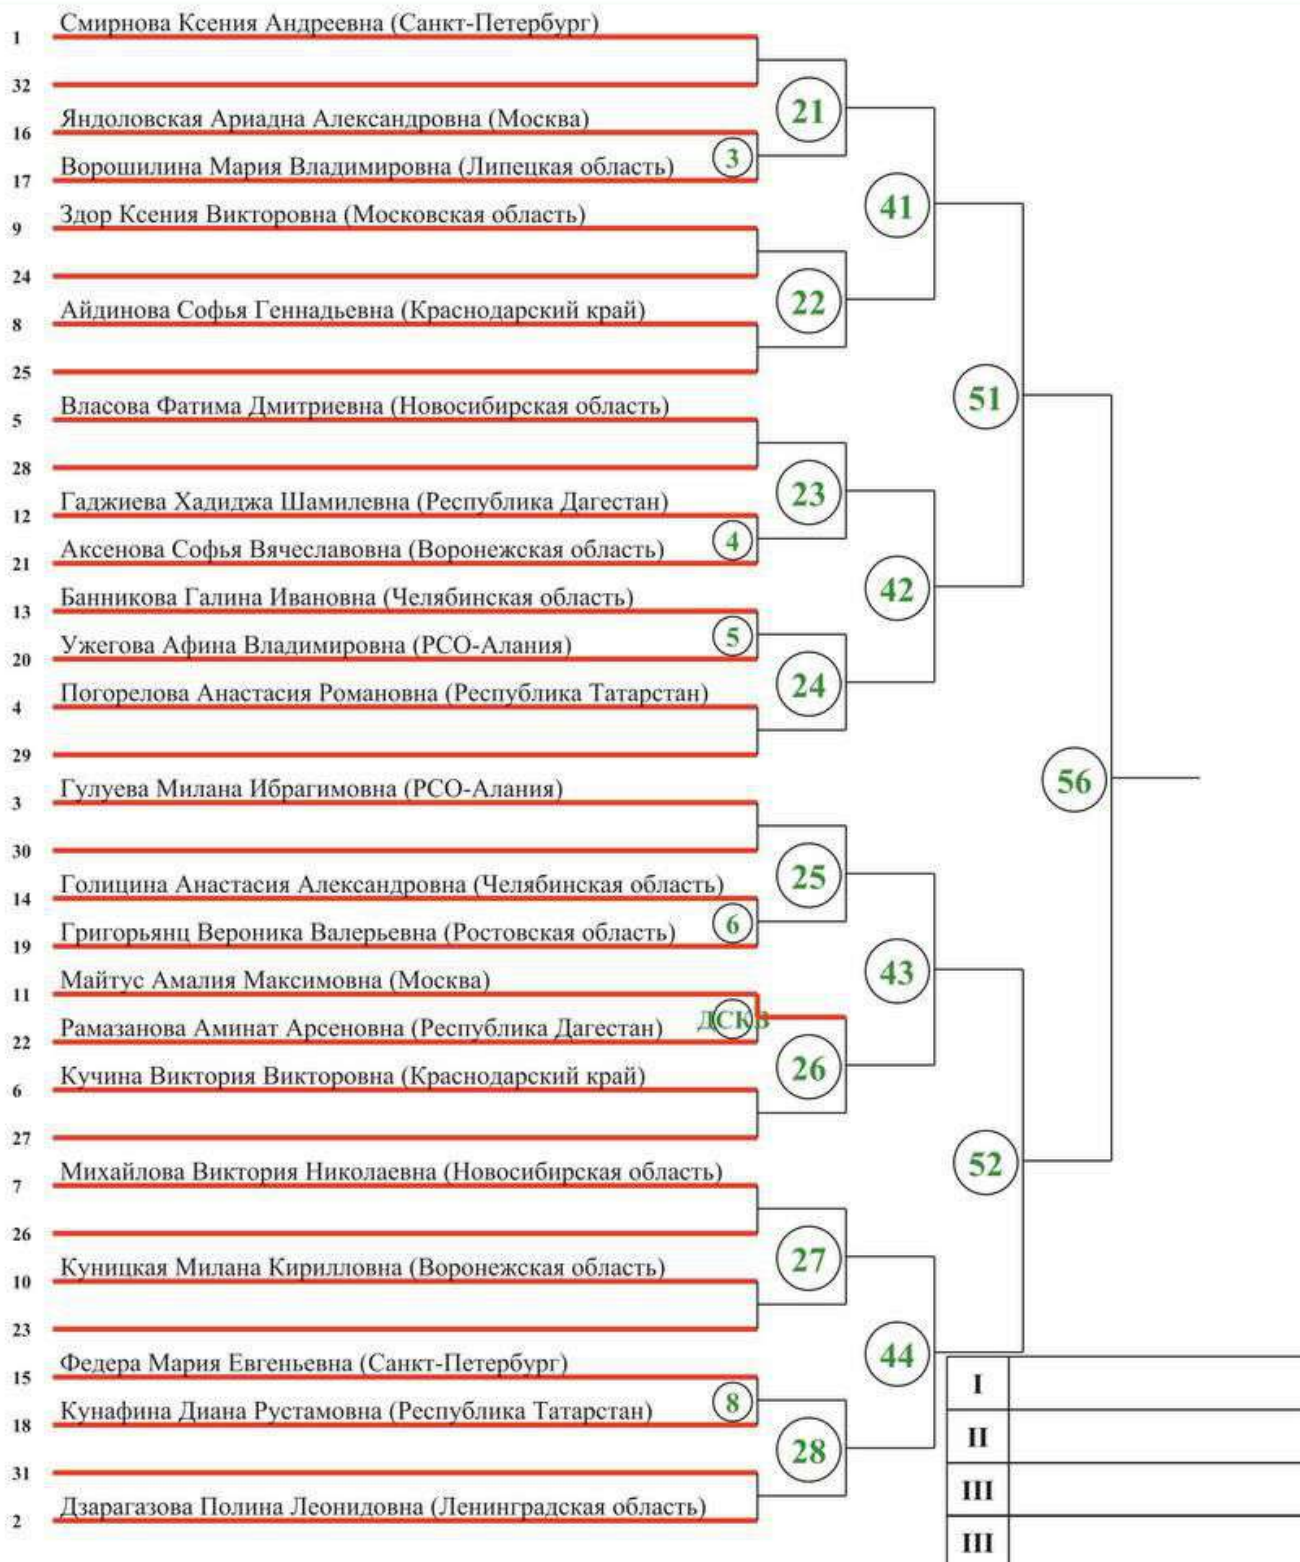 Смирнова Ксения Андреевна (Санкт-Петербург)
1
32
21
Яндоловская Ариадна Александровна (Москва)
16
3
Ворошилина Мария Владимировна (Липецкая область)
17
41
Здор Ксения Викторовна (Московская область)
9
24
22
Айдинова Софья Геннадьевна (Краснодарский край)
8
25
51
Власова Фатима Дмитриевна (Новосибирская область)
5
28
23
Гаджиева Хадиджа Шамилевна (Республика Дагестан)
12
4
Аксенова Софья Вячеславовна (Воронежская область)
21
42
Банникова Галина Ивановна (Челябинская область)
13
5
Ужегова Афина Владимировна (РСО-Алания)
20
24
Погорелова Анастасия Романовна (Республика Татарстан)
4
29
56
Гулуева Милана Ибрагимовна (РСО-Алания)
3
30
25
Голицина Анастасия Александровна (Челябинская область)
14
6
Григорьянц Вероника Валерьевна (Ростовская область)
19
43
Майтус Амалия Максимовна (Москва)
11
ДСКВ
Рамазанова Аминат Арсеновна (Республика Дагестан)
22
26
Кучина Виктория Викторовна (Краснодарский край)
6
27
52
Михайлова Виктория Николаевна (Новосибирская область)
7
26
27
Куницкая Милана Кирилловна (Воронежская область)
10
23
44
Федера Мария Евгеньевна (Санкт-Петербург)
15
I
8
Кунафина Диана Рустамовна (Республика Татарстан)
18
II
28
31
III
Дзарагазова Полина Леонидовна (Ленинградская область)
2
III